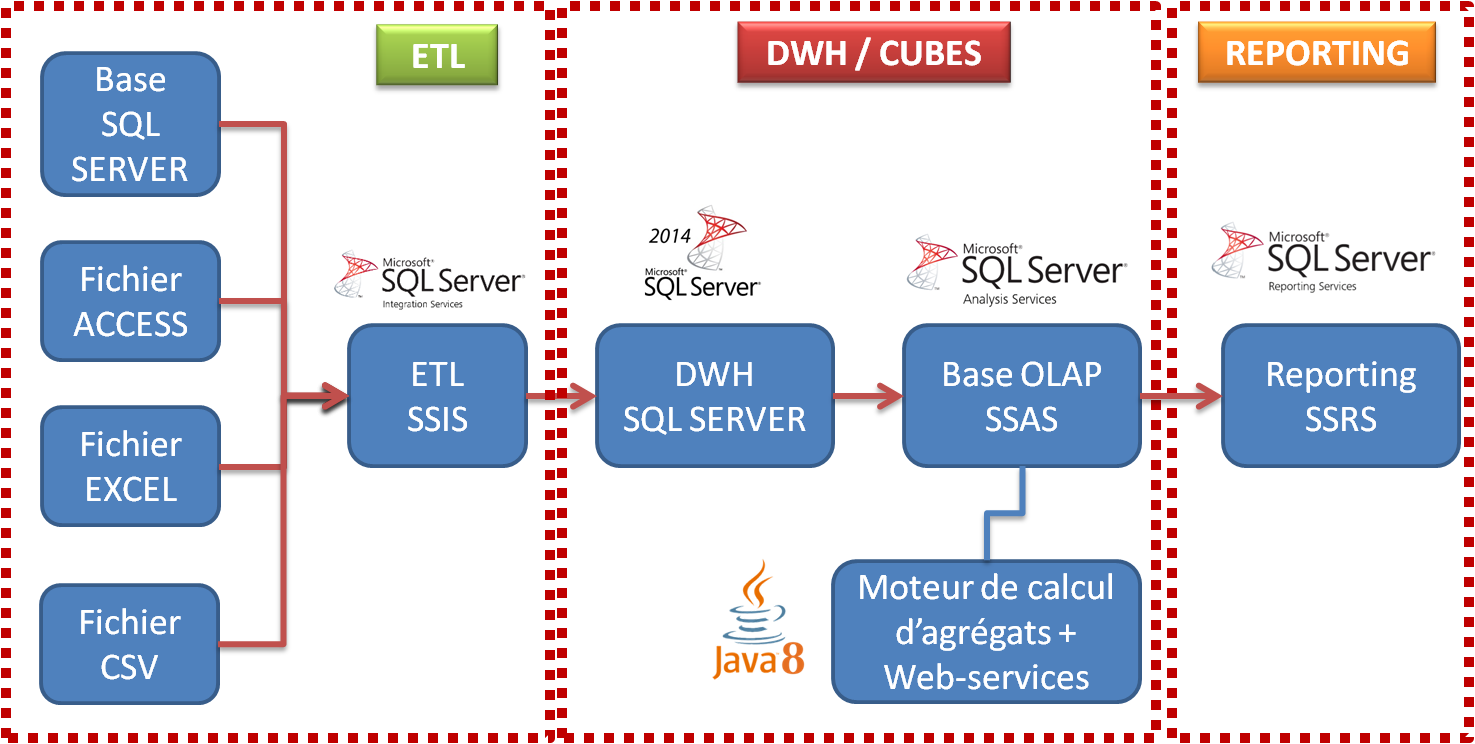 ETL
DWH / CUBES
REPORTING
Base
SQL
SERVER
Fichier
ACCESS
Fichier
EXCEL
Fichier
CSV
Microsoft®
SQL Server®
Integration Services
ETL
SSIS
2014
Microsoft®
SQL Server®
DWH
SQL SERVER
Microsoft®
SQL Server®
Analysis Services
Base OLAP
SSAS
Java 8
Moteur de calcul
d’agrégats +
Web-services
Microsoft®
SQL Server®
Reporting Services
Reporting
SSRS